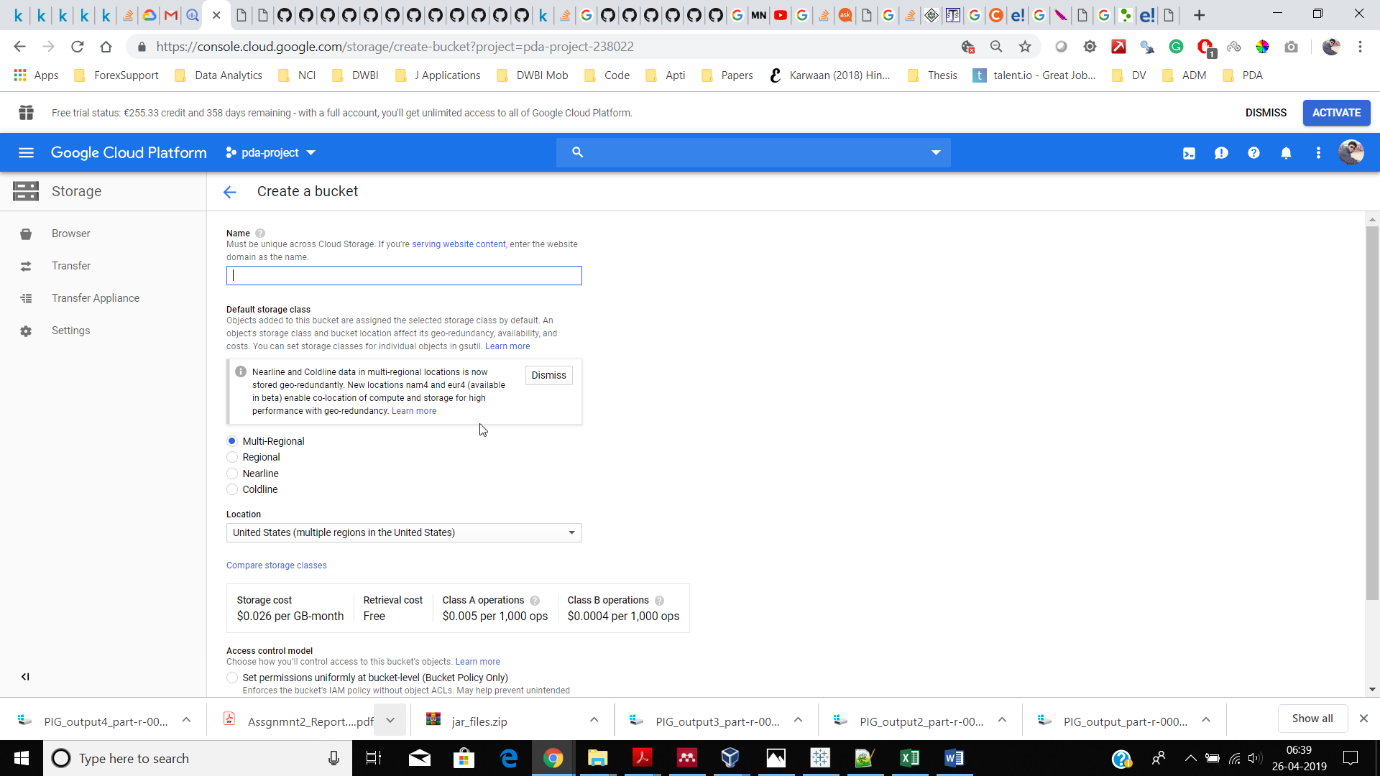 https://console.cloud.google.com/storage/create-bucket?project=pda-project-238022
Apps ForexSupport Data Analytics NCI DWBI J Applications DWBI Mob Code Apti Papers Karwaan (2018) Hin... Thesis talent.io - Great Job... DV ADM PDA
Free trial status: €255.33 credit and 358 days remaining - with a full account, you'll get unlimited access to all of Google Cloud Platform. DISMISS ACTIVATE
Google Cloud Platform pda-project
Storage
Create a bucket
Browser
Transfer
Transfer Appliance
Settings
Name
Must be unique across Cloud Storage. If you're serving website content, enter the website
domain as the name.
Default storage class
Objects added to this bucket are assigned the selected storage class by default. An
object's storage class and bucket location affect its geo-redundancy, availability, and
costs. You can set storage classes for individual objects in gsutil. Learn more
Nearline and Coldline data in multi-regional locations is now
stored geo-redundantly. New locations nam4 and eur4 (available
in beta) enable co-location of compute and storage for high
performance with geo-redundancy. Learn more
Dismiss
Multi-Regional
Regional
Nearline
Coldline
Location
United States (multiple regions in the United States)
Compare storage classes
Storage cost Retrieval cost Class A operations Class B operations
$0.026 per GB-month Free $0.005 per 1,000 ops $0.0004 per 1,000 ops
Access control model
Choose how you'll control access to this bucket's objects. Learn more
Set permissions uniformly at bucket-level (Bucket Policy Only)
Enforces the bucket's IAM policy without object ACLs. May help prevent unintended
PIG_output4_part-r-00... Assgnmnt2_Report....pdf jar_files.zip PIG_output3_part-r-00... PIG_output2_part-r-00... PIG_output_part-r-000... Show all
Type here to search
06:39
26-04-2019